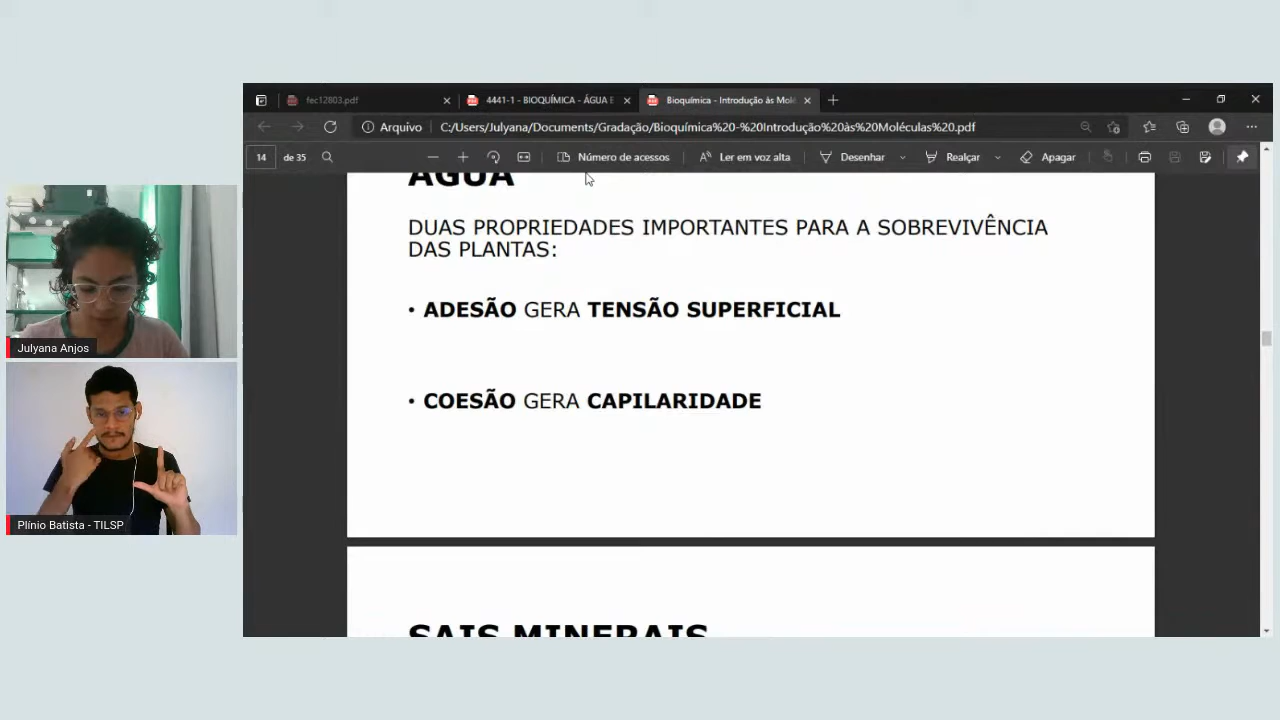 fec12803.pdf
4441-1 - BIOQUÍMICA - ÁGUA E
Bioquímica - Introdução às Molé
Arquivo
C:/Users/Julyana/Documents/Gradação/Bioquímica%20-%20Introdução%20às%20Moléculas%20.pdf
14 de 35
Número de acessos
Ler em voz alta
Desenhar
Realçar
Apagar
ÁGUA
DUAS PROPRIEDADES IMPORTANTES PARA A SOBREVIVÊNCIA
DAS PLANTAS:
• ADESÃO GERA TENSÃO SUPERFICIAL
• COESÃO GERA CAPILARIDADE
SAIS MINERAIS
Julyana Anjos
Plínio Batista - TILSP